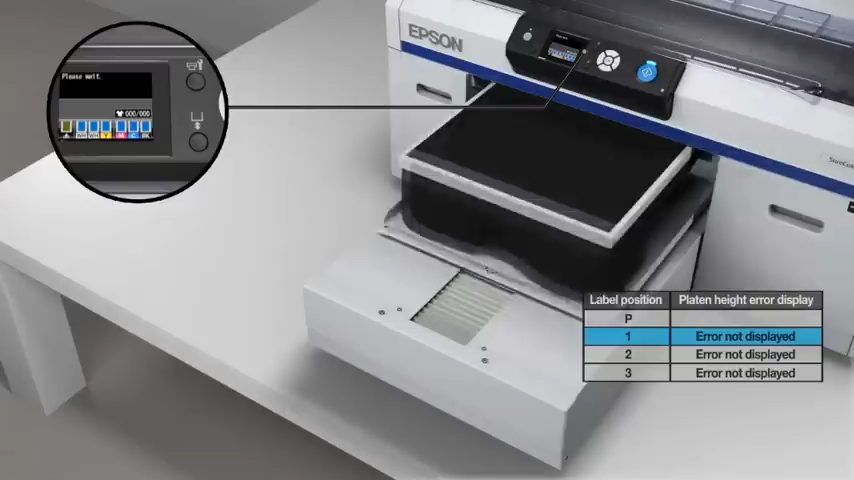 EPSON
Please wait.
000/000
WH WH Y M C BK
SureCol
Label position Platen height error display
P
1 Error not displayed
2 Error not displayed
3 Error not displayed